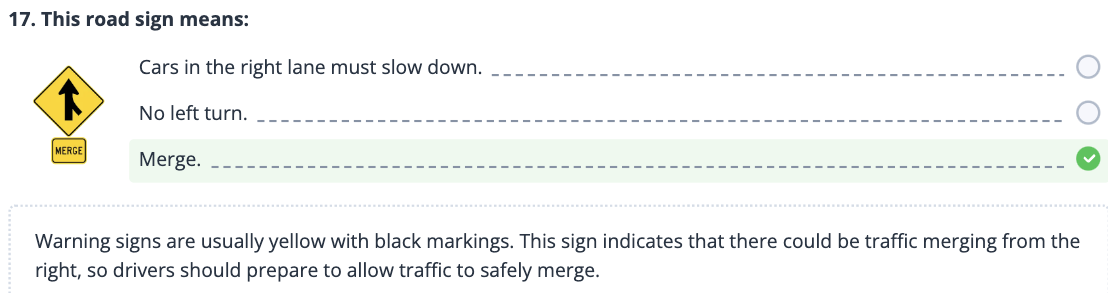 17. This road sign means:
Cars in the right lane must slow down.
No left turn.
MERGE
Merge.
Warning signs are usually yellow with black markings. This sign indicates that there could be traffic merging from the
right, so drivers should prepare to allow traffic to safely merge.